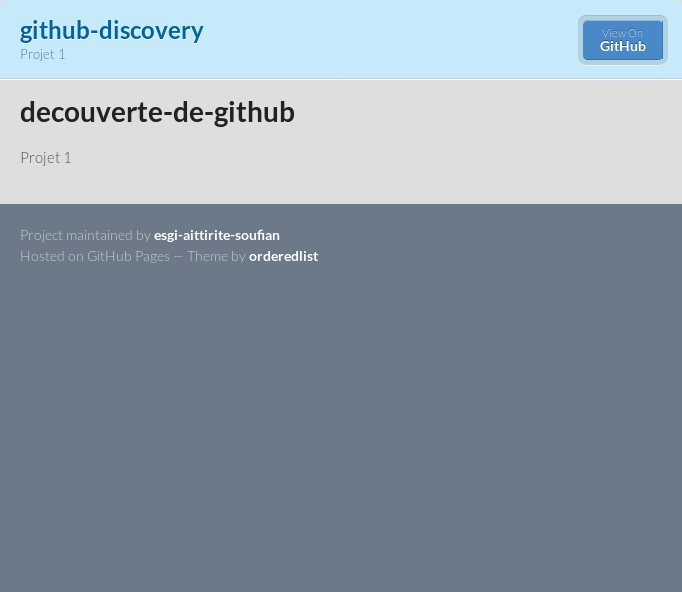 github-discovery
Projet 1
View On
GitHub
decouverte-de-github
Projet 1
Project maintained by esgi-aittirite-soufian
Hosted on GitHub Pages — Theme by orderedlist